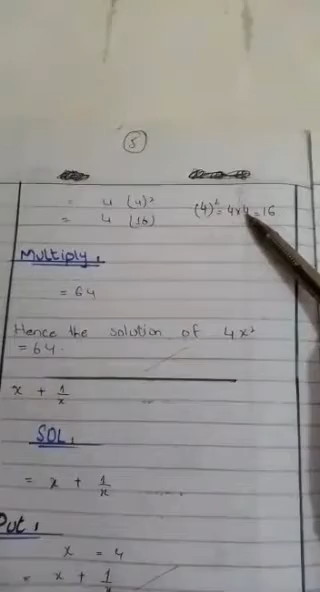 5
= 4 (4)²
= 4 (16) (4)² = 4×4 = 16
Multiply,
= 64
Hence the solution of 4x²
= 64.
x + 1/x
SOL,
= x + 1/x
Put,
x = 4
= x + 1/x